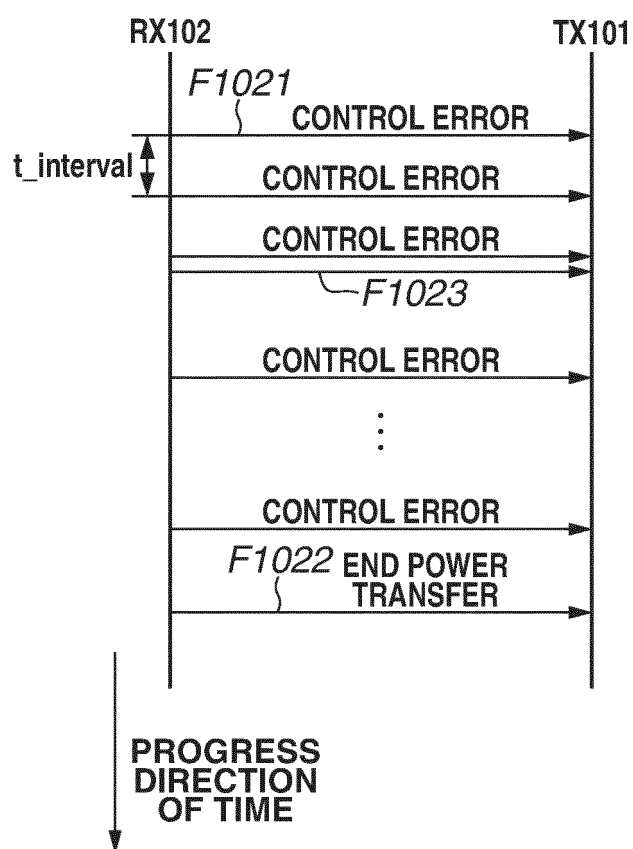 RX102
TX101
F1021
CONTROL ERROR
t_interval
CONTROL ERROR
CONTROL ERROR
F1023
CONTROL ERROR
CONTROL ERROR
F1022
END POWER
TRANSFER
PROGRESS
DIRECTION
OF TIME